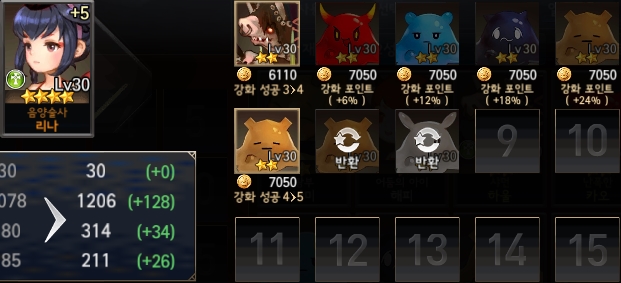 +5
Lv30
음양술사
리나
30 30 (+0)
078 1206 (+128)
80 314 (+34)
85 211 (+26)
Lv30 Lv30 Lv30 Lv30 Lv30
6110 7050 7050 7050 7050
강화 성공 3>4 강화 포인트 강화 포인트 강화 포인트 강화 포인트
( +6% ) ( +12% ) ( +18% ) ( +24% )
Lv30 반환 반환 9 10
7050
강화 성공 4>5
11 12 13 14 15